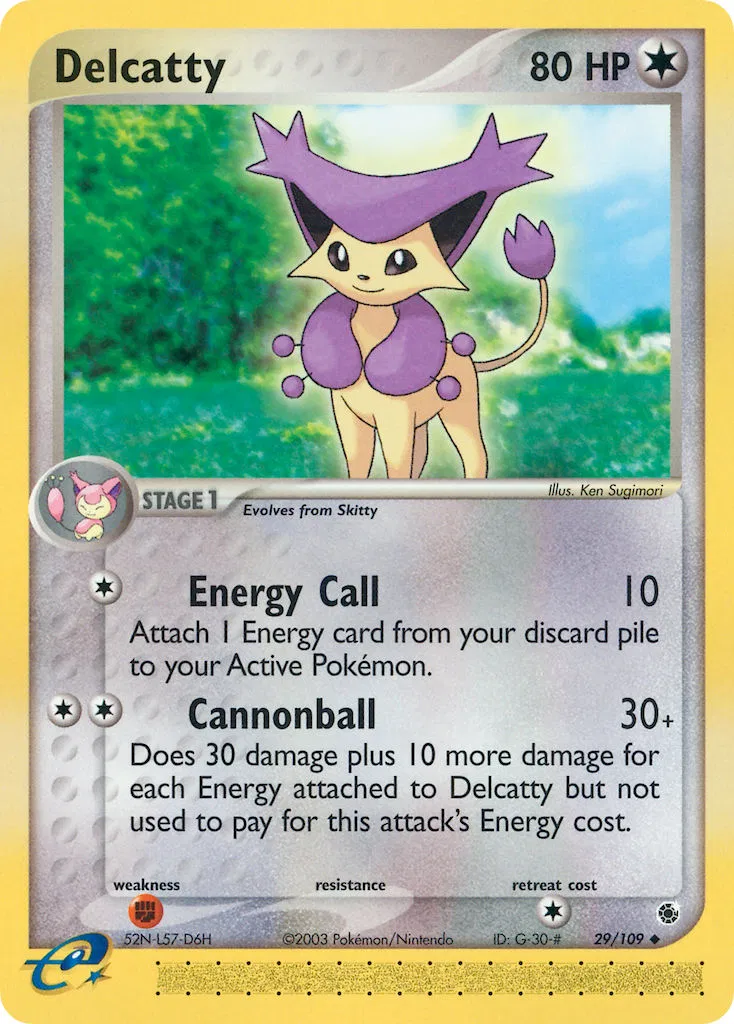 Delcatty 80 HP
Illus. Ken Sugimori
STAGE 1
Evolves from Skitty
Energy Call 10
Attach 1 Energy card from your discard pile
to your Active Pokémon.
Cannonball 30+
Does 30 damage plus 10 more damage for
each Energy attached to Delcatty but not
used to pay for this attack's Energy cost.
weakness resistance retreat cost
52N-L57-D6H ©2003 Pokémon/Nintendo ID: G-30-# 29/109
e